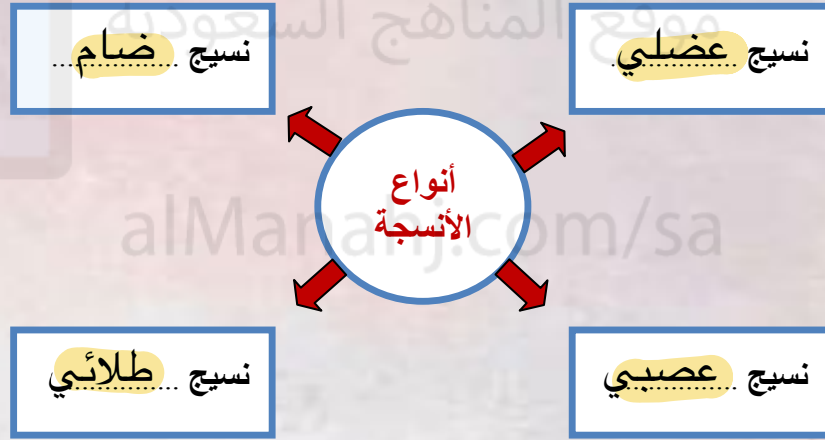 موقع المناهج السعودية
نسيج عضلي
نسيج ضام
أنواع
الأنسجة
alManahj.com/sa
نسيج عصبي
نسيج طلائي